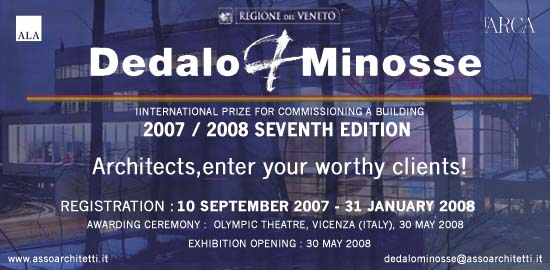 ALA
REGIONE DEL VENETO
l'ARCA
Dedalo Minosse
IINTERNATIONAL PRIZE FOR COMMISSIONING A BUILDING
2007 / 2008 SEVENTH EDITION
Architects,enter your worthy clients!
REGISTRATION : 10 SEPTEMBER 2007 - 31 JANUARY 2008
AWARDING CEREMONY : OLYMPIC THEATRE, VICENZA (ITALY), 30 MAY 2008
EXHIBITION OPENING : 30 MAY 2008
www.assoarchitetti.it dedalominosse@assoarchitetti.it